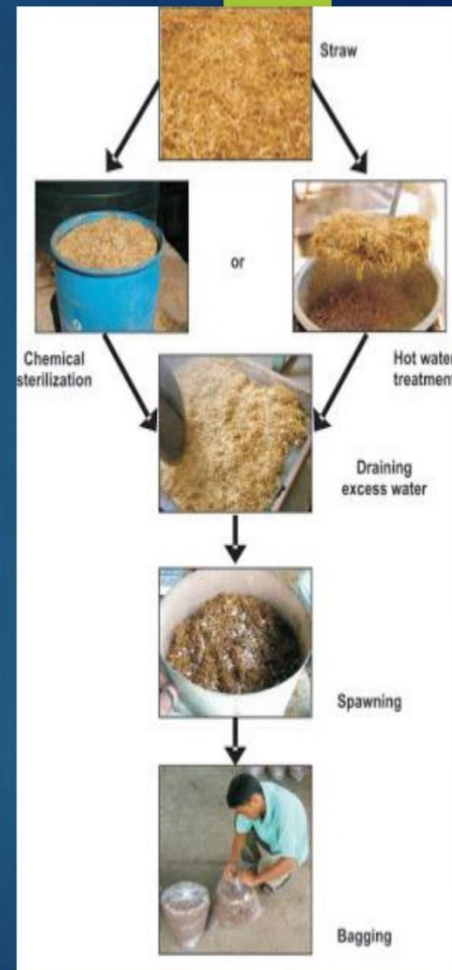 Straw
or
Chemical
sterilization
Hot water
treatment
Draining
excess water
Spawning
Bagging